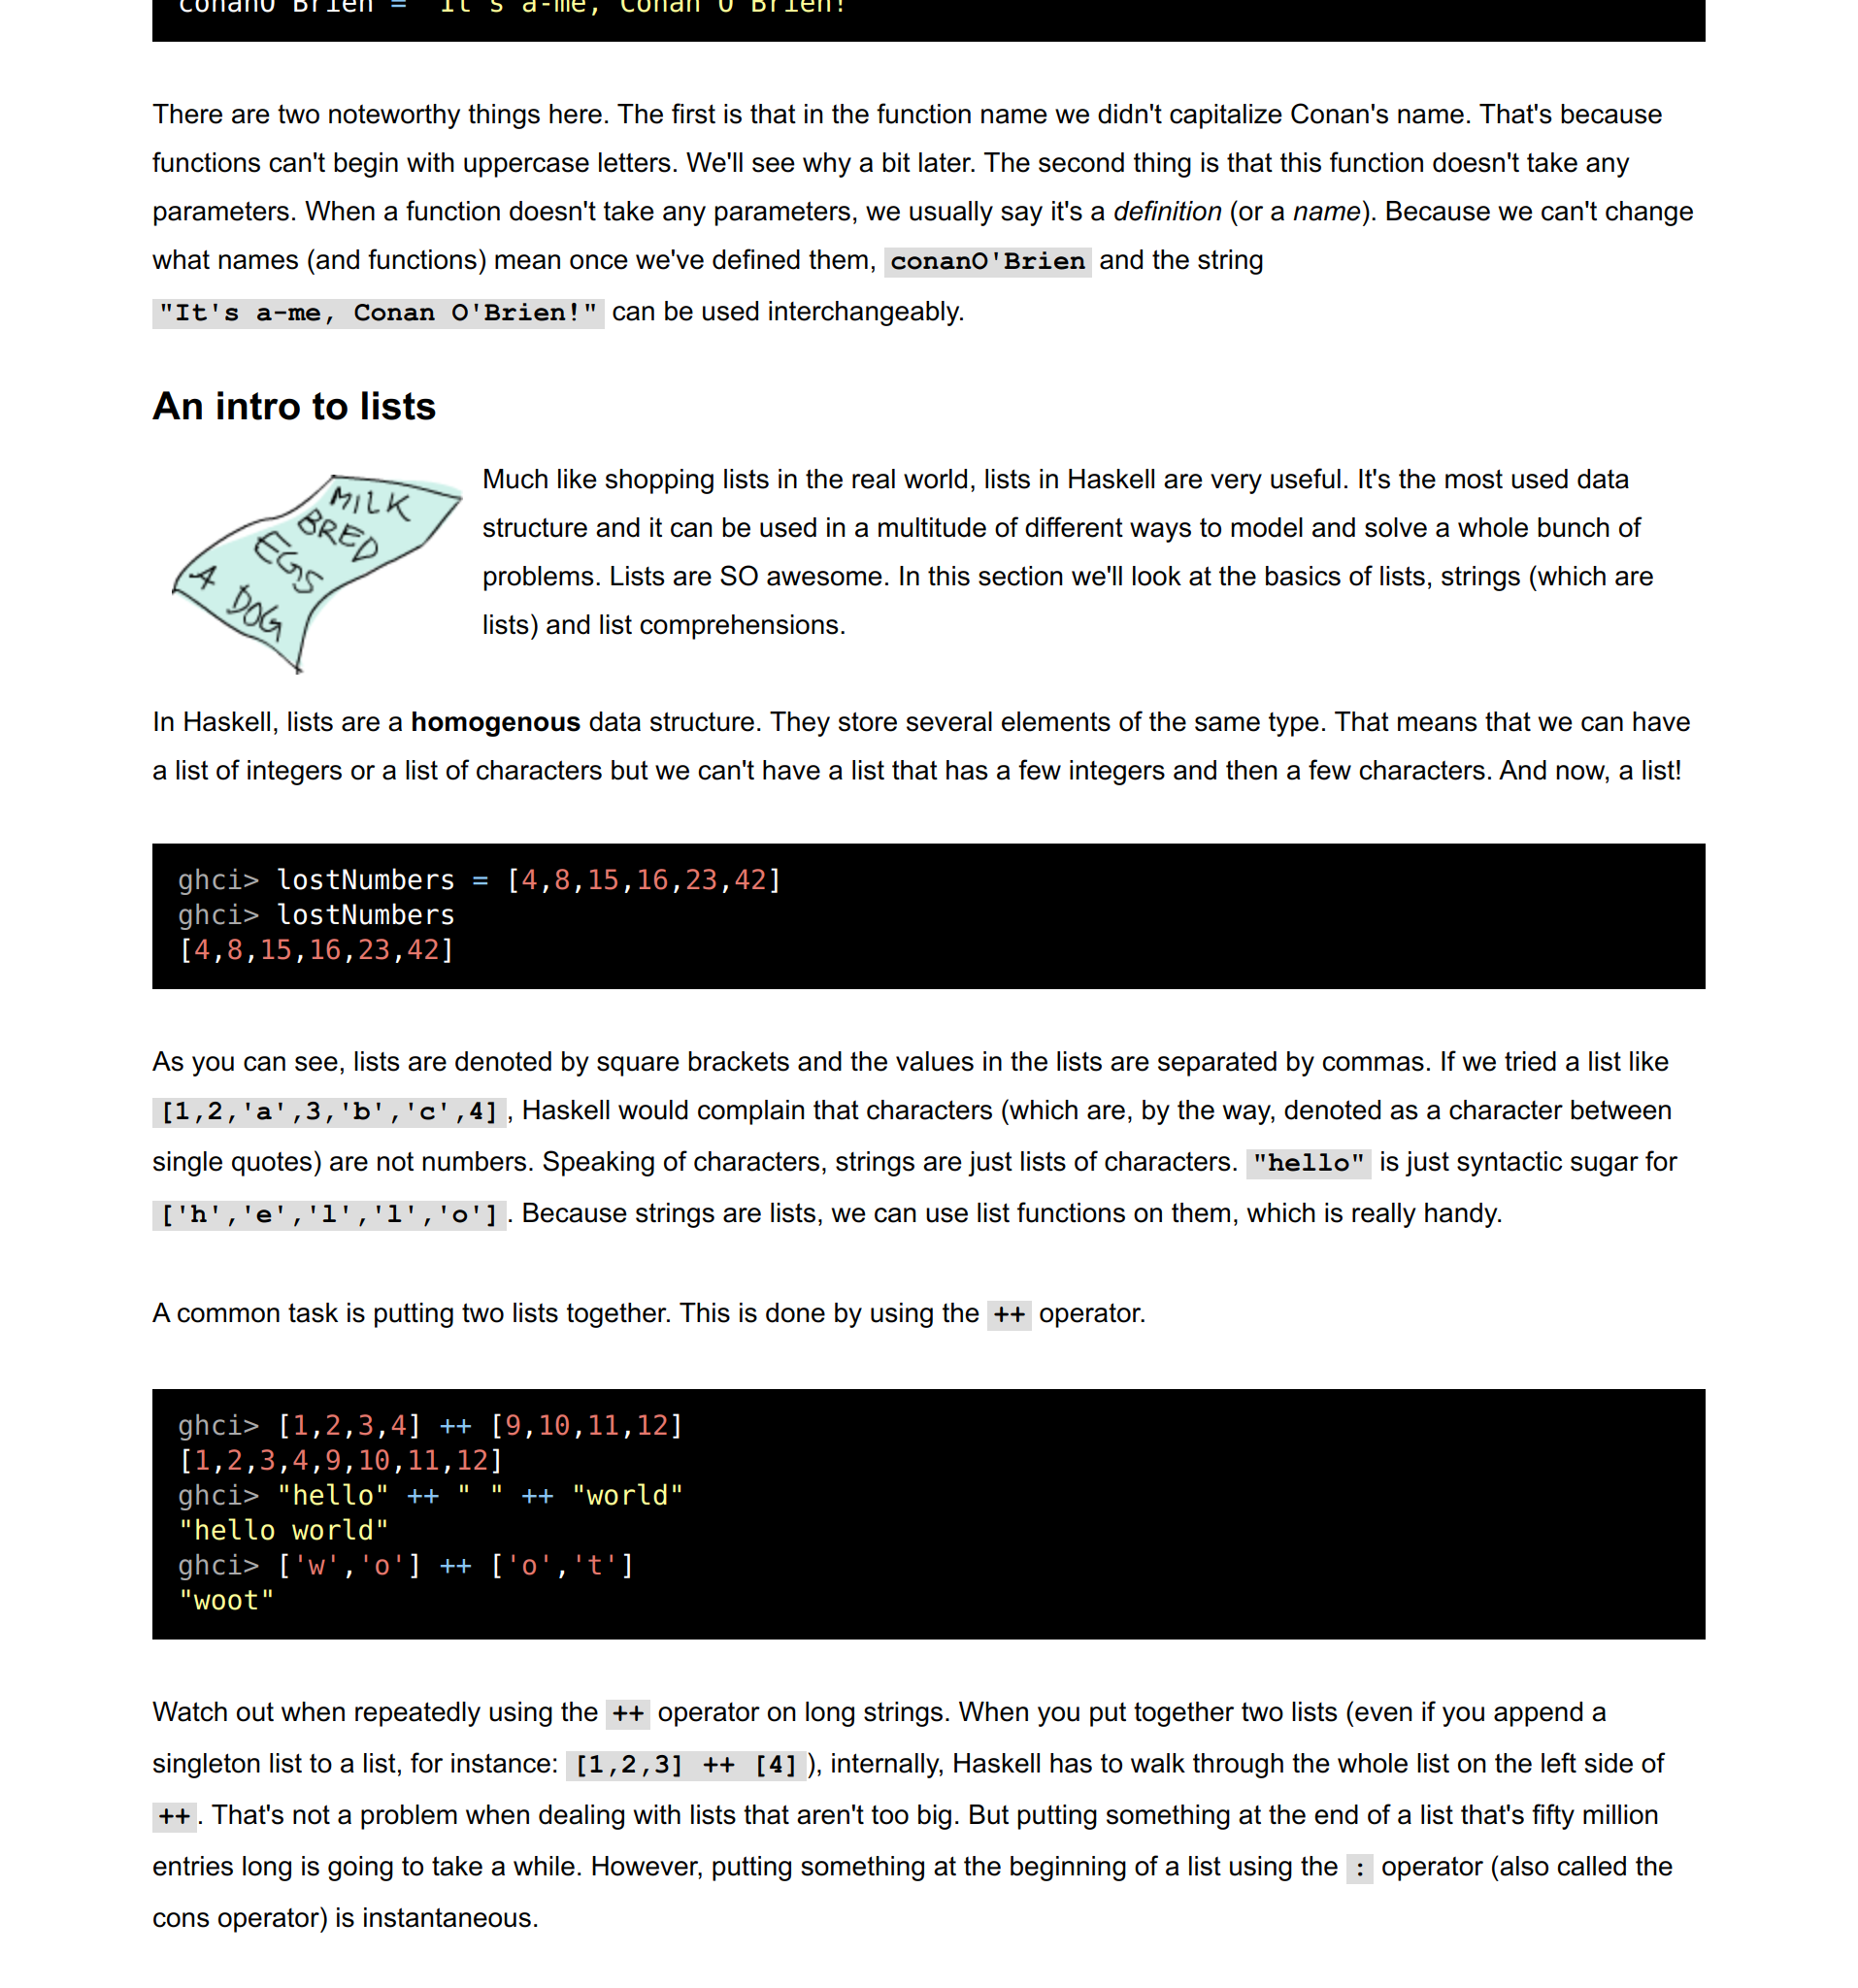 conanO'Brien = "It's a-me, Conan O'Brien!"
There are two noteworthy things here. The first is that in the function name we didn't capitalize Conan's name. That's because
functions can't begin with uppercase letters. We'll see why a bit later. The second thing is that this function doesn't take any
parameters. When a function doesn't take any parameters, we usually say it's a definition (or a name). Because we can't change
what names (and functions) mean once we've defined them, conanO'Brien and the string
"It's a-me, Conan O'Brien!" can be used interchangeably.
An intro to lists
MILK
BRED
EGS
A DOG
Much like shopping lists in the real world, lists in Haskell are very useful. It's the most used data
structure and it can be used in a multitude of different ways to model and solve a whole bunch of
problems. Lists are SO awesome. In this section we'll look at the basics of lists, strings (which are
lists) and list comprehensions.
In Haskell, lists are a homogenous data structure. They store several elements of the same type. That means that we can have
a list of integers or a list of characters but we can't have a list that has a few integers and then a few characters. And now, a list!
ghci> lostNumbers = [4,8,15,16,23,42]
ghci> lostNumbers
[4,8,15,16,23,42]
As you can see, lists are denoted by square brackets and the values in the lists are separated by commas. If we tried a list like
[1,2,'a',3,'b','c',4], Haskell would complain that characters (which are, by the way, denoted as a character between
single quotes) are not numbers. Speaking of characters, strings are just lists of characters. "hello" is just syntactic sugar for
['h','e','l','l','o']. Because strings are lists, we can use list functions on them, which is really handy.
A common task is putting two lists together. This is done by using the ++ operator.
ghci> [1,2,3,4] ++ [9,10,11,12]
[1,2,3,4,9,10,11,12]
ghci> "hello" ++ " " ++ "world"
"hello world"
ghci> ['w','o'] ++ ['o','t']
"woot"
Watch out when repeatedly using the ++ operator on long strings. When you put together two lists (even if you append a
singleton list to a list, for instance: [1,2,3] ++ [4]), internally, Haskell has to walk through the whole list on the left side of
++. That's not a problem when dealing with lists that aren't too big. But putting something at the end of a list that's fifty million
entries long is going to take a while. However, putting something at the beginning of a list using the : operator (also called the
cons operator) is instantaneous.